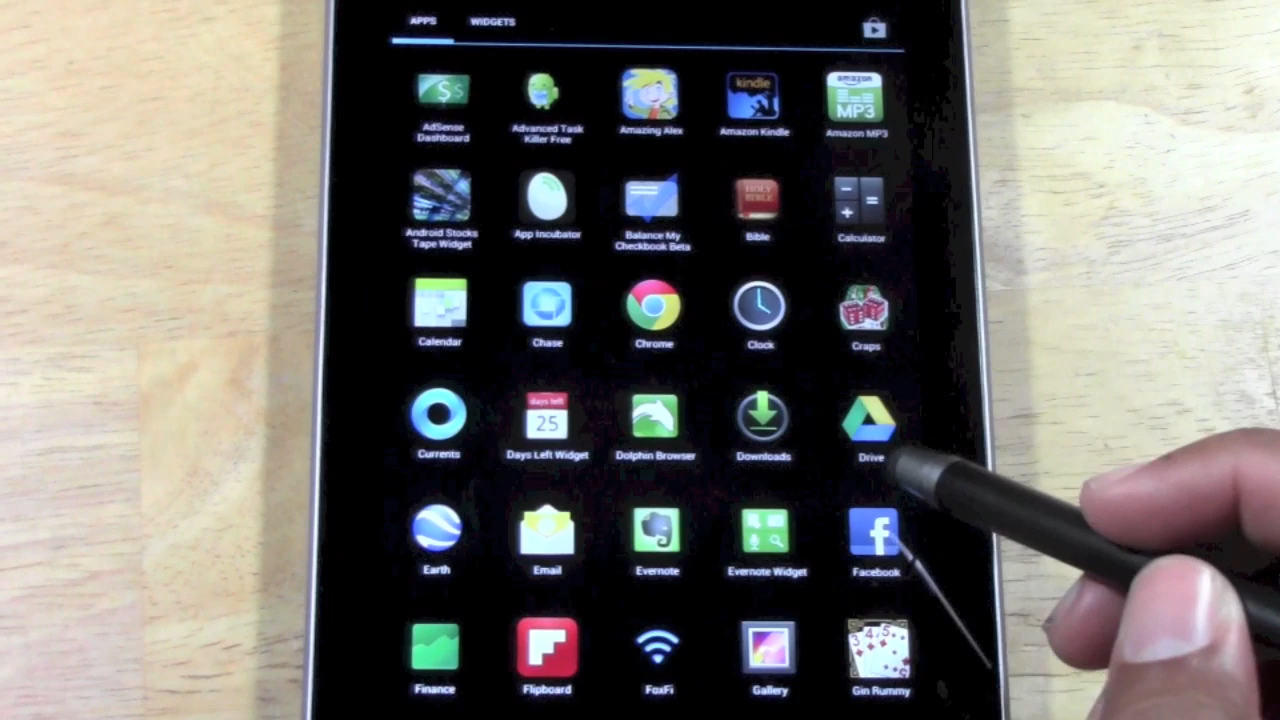 APPS WIDGETS
$ $
kindle
amazon
MP3
AdSense
Dashboard
Advanced Task
Killer Free
Amazing Alex
Amazon Kindle
Amazon MP3
HOLY
BIBLE
− + =
Android Stocks
Tape Widget
App Incubator
Balance My
Checkbook Beta
Bible
Calculator
Calendar
Chase
Chrome
Clock
Craps
days left
25
Currents
Days Left Widget
Dolphin Browser
Downloads
Drive
f
Earth
Email
Evernote
Evernote Widget
Facebook
3 4 5
Finance
Flipboard
FoxFi
Gallery
Gin Rummy